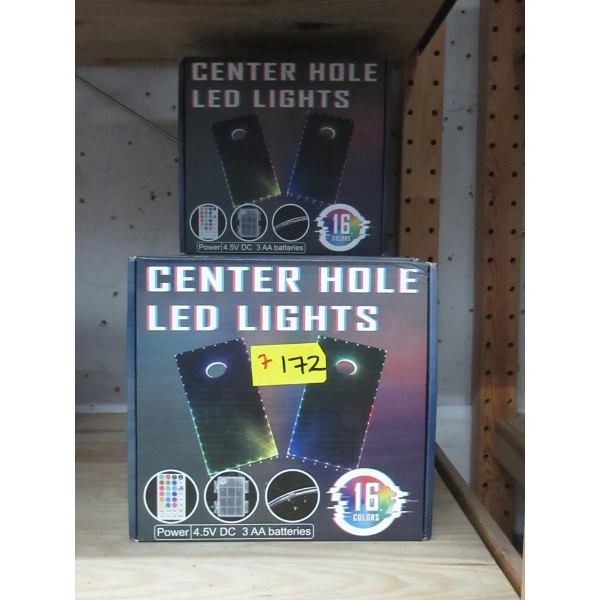 CENTER HOLE
LED LIGHTS
16
COLORS
Power 4.5V DC 3 AA batteries
CENTER HOLE
LED LIGHTS
7 172
16
COLORS
Power 4.5V DC 3 AA batteries